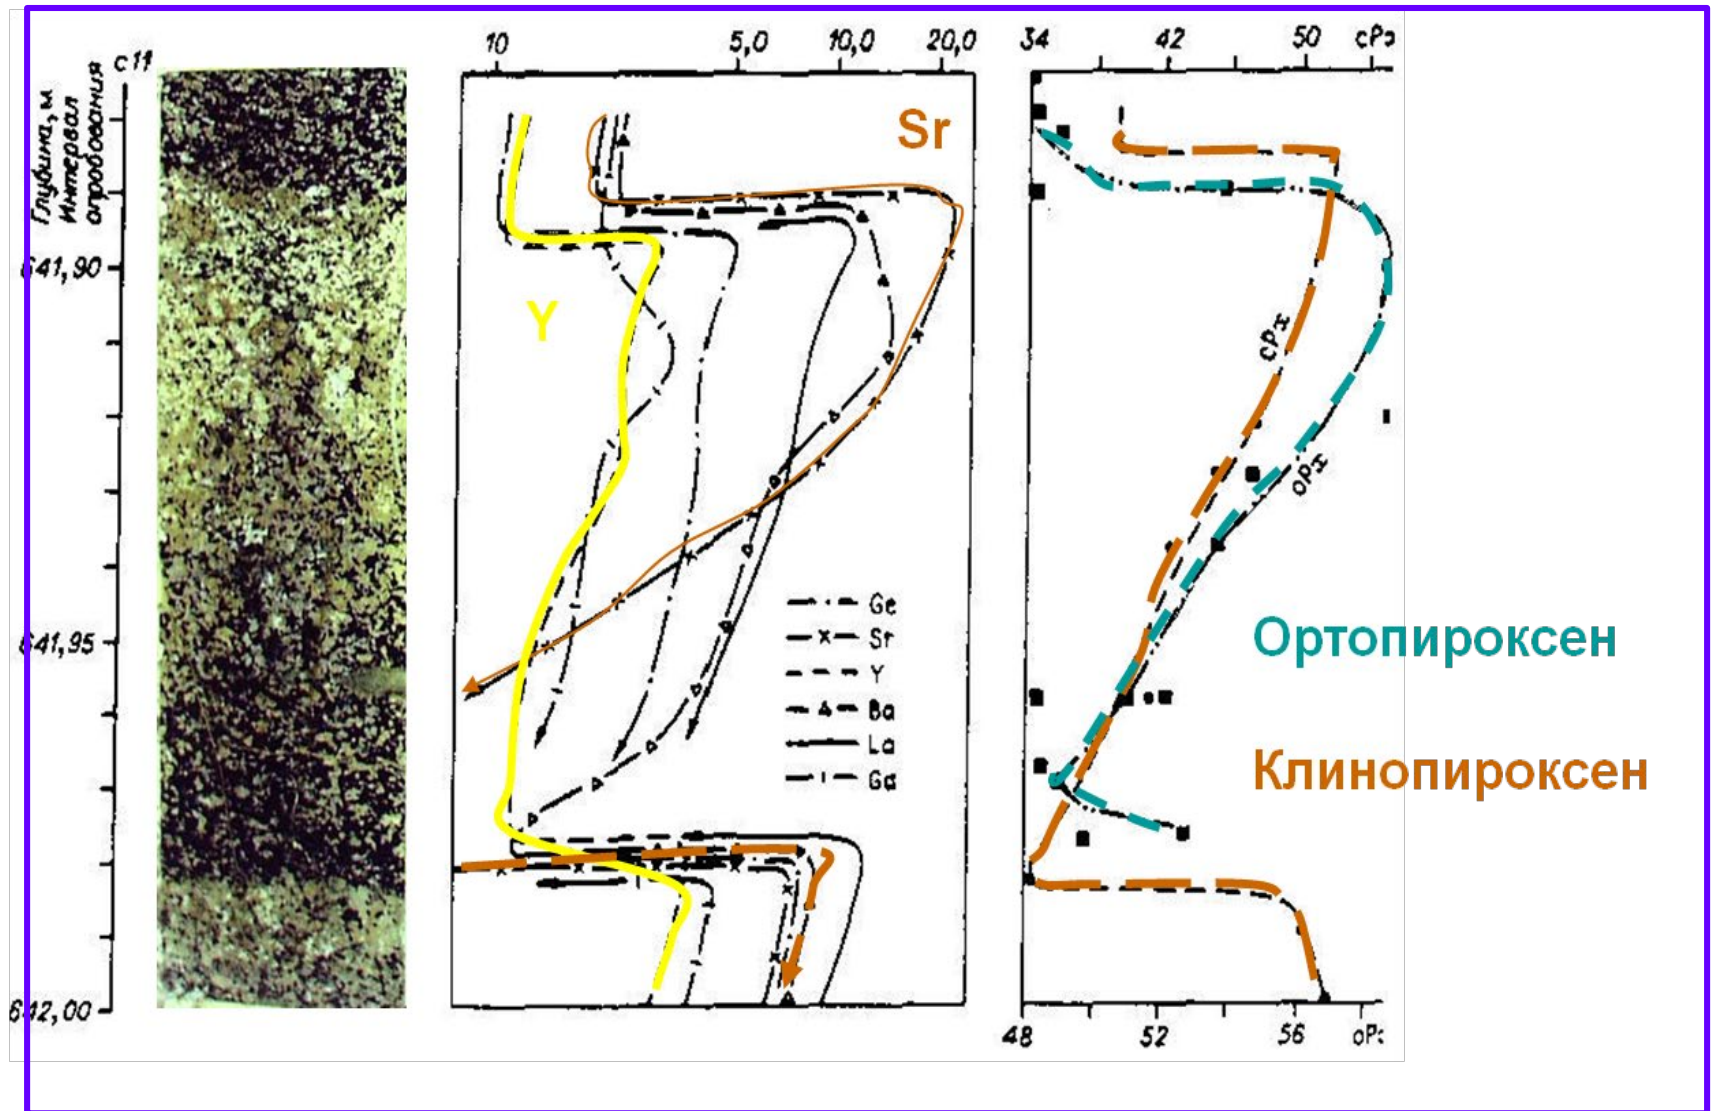 10 5,0 10,0 20,0
34 42 50 cPx
Глубина, м
Интервал
опробования
с11
Sr
641,90
Y
cPx
oPx
Ge
Sr
Y
Ba
La
Ga
Ортопироксен
641,95
Клинопироксен
642,00
48 52 56